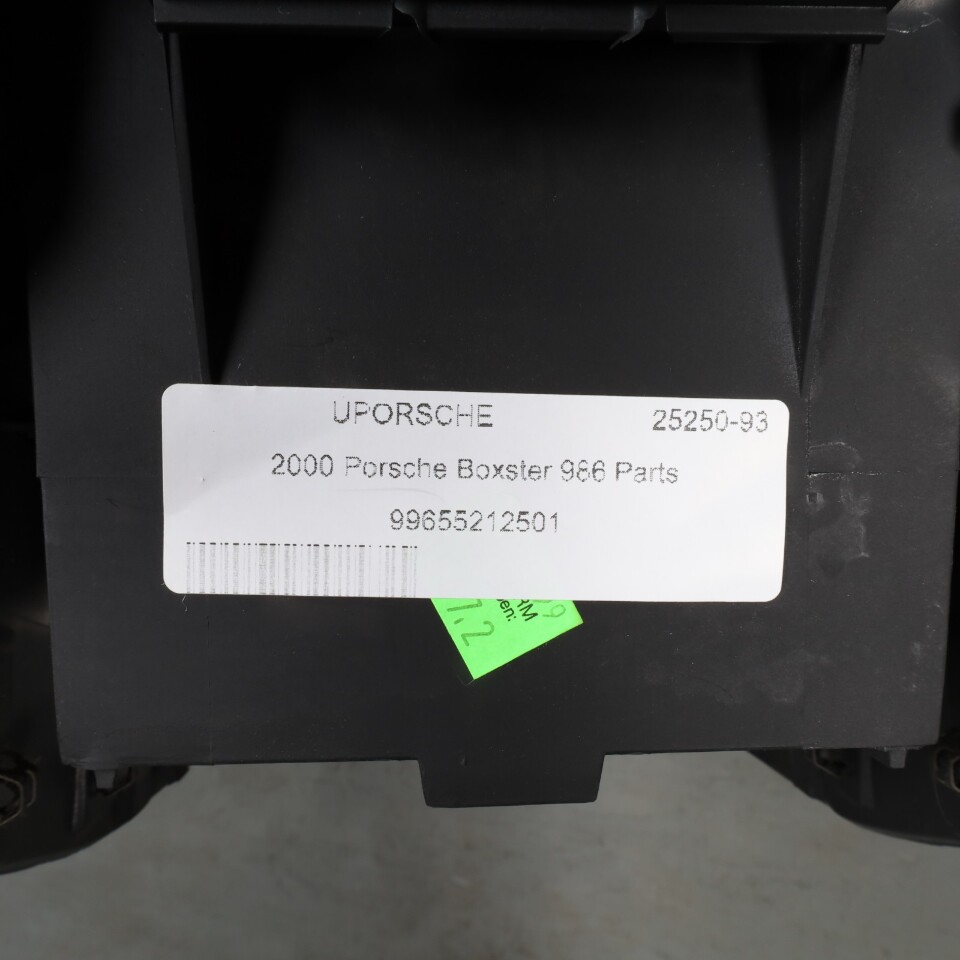 UPORSCHE 25250-93
2000 Porsche Boxster 986 Parts
99655212501